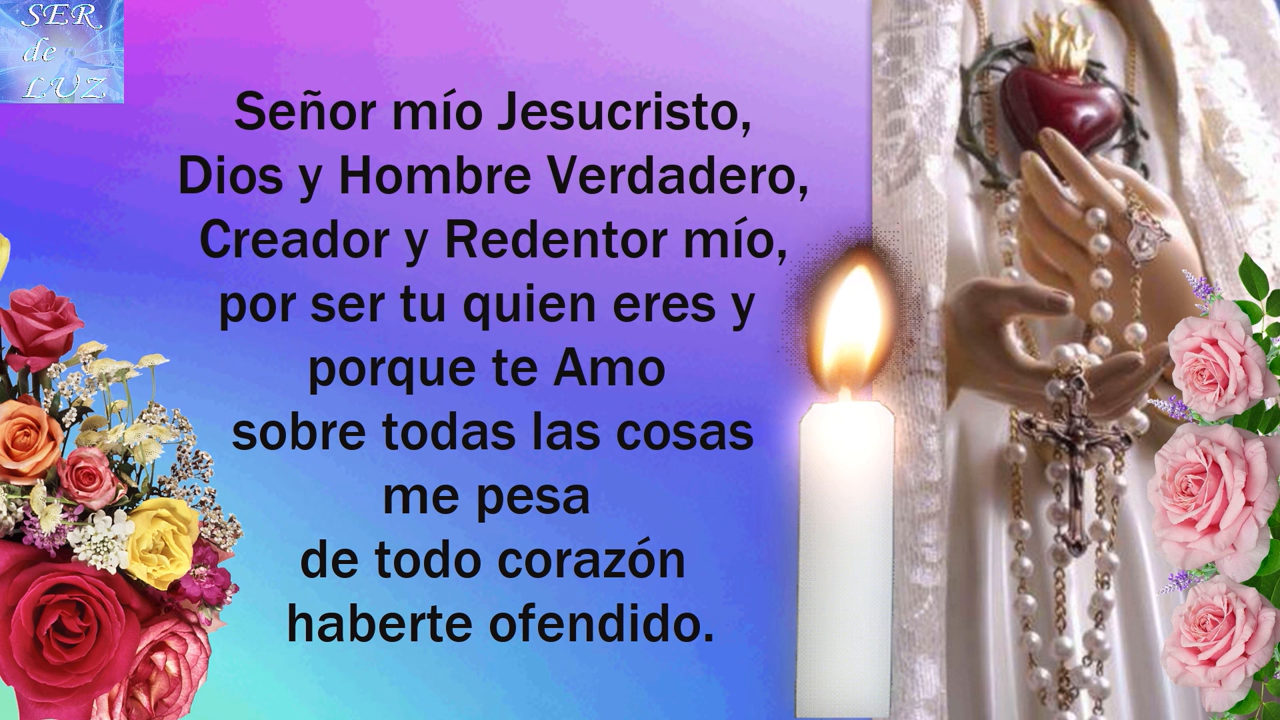 SER
de
LUZ
Señor mío Jesucristo,
Dios y Hombre Verdadero,
Creador y Redentor mío,
por ser tu quien eres y
porque te Amo
sobre todas las cosas
me pesa
de todo corazón
haberte ofendido.